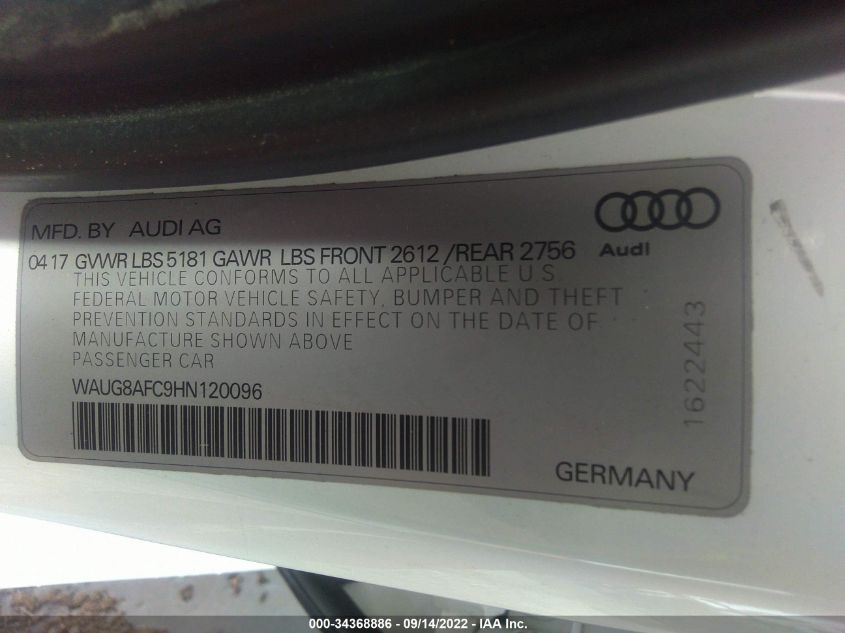 MFD. BY AUDI AG
Audi
04 17 GVWR LBS 5181 GAWR LBS FRONT 2612 /REAR 2756
THIS VEHICLE CONFORMS TO ALL APPLICABLE U.S.
FEDERAL MOTOR VEHICLE SAFETY, BUMPER AND THEFT
PREVENTION STANDARDS IN EFFECT ON THE DATE OF
MANUFACTURE SHOWN ABOVE
PASSENGER CAR
WAUG8AFC9HN120096
1622443
GERMANY
000-34368886 - 09/14/2022 - IAA Inc.